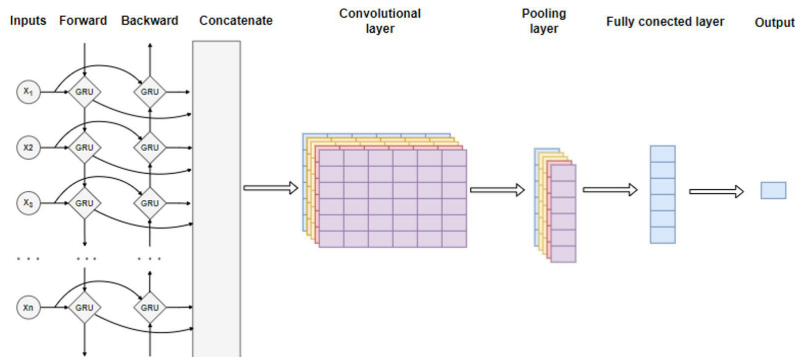 Inputs Forward Backward Concatenate
Convolutional
layer
Pooling
layer
Fully conected layer
Output
X1 GRU GRU
X2 GRU GRU
X3 GRU GRU
... ... ...
Xn GRU GRU